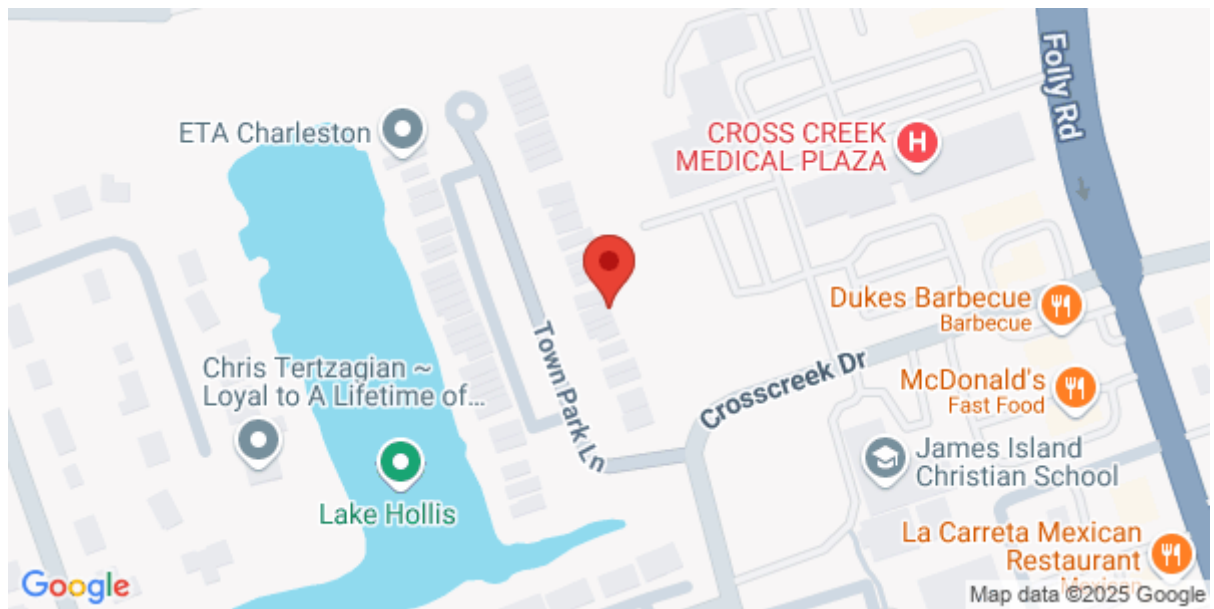 Folly Rd
ETA Charleston
CROSS CREEK
MEDICAL PLAZA
H
Dukes Barbecue
Barbecue
Town Park Ln
Crosscreek Dr
Chris Tertzagian ~
Loyal to A Lifetime of...
McDonald's
Fast Food
James Island
Christian School
Lake Hollis
La Carreta Mexican
Restaurant
Mexican
Google
Map data ©2025 Google